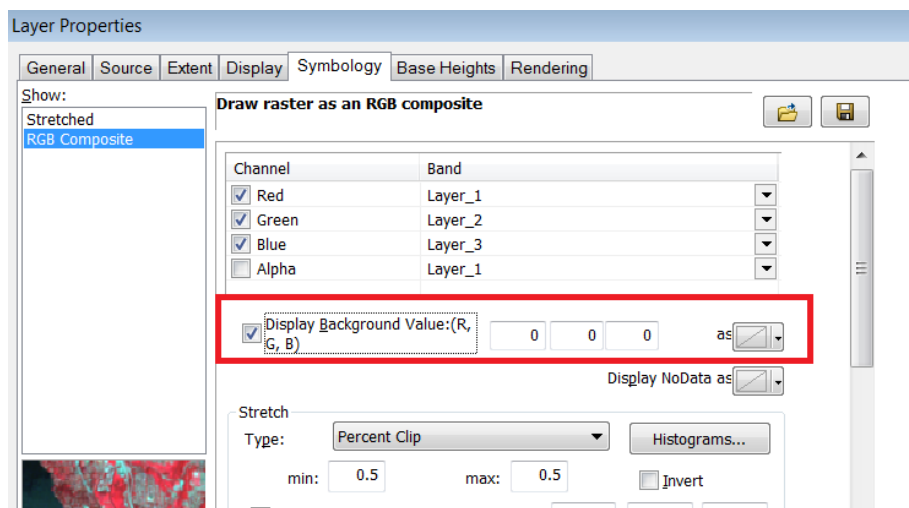 Layer Properties
General Source Extent Display Symbology Base Heights Rendering
Show:
Stretched
RGB Composite
Draw raster as an RGB composite
Channel Band
Red Layer_1
Green Layer_2
Blue Layer_3
Alpha Layer_1
Display Background Value:(R,
G, B) 0 0 0 as
Display NoData as
Stretch
Type: Percent Clip Histograms...
min: 0.5 max: 0.5 Invert